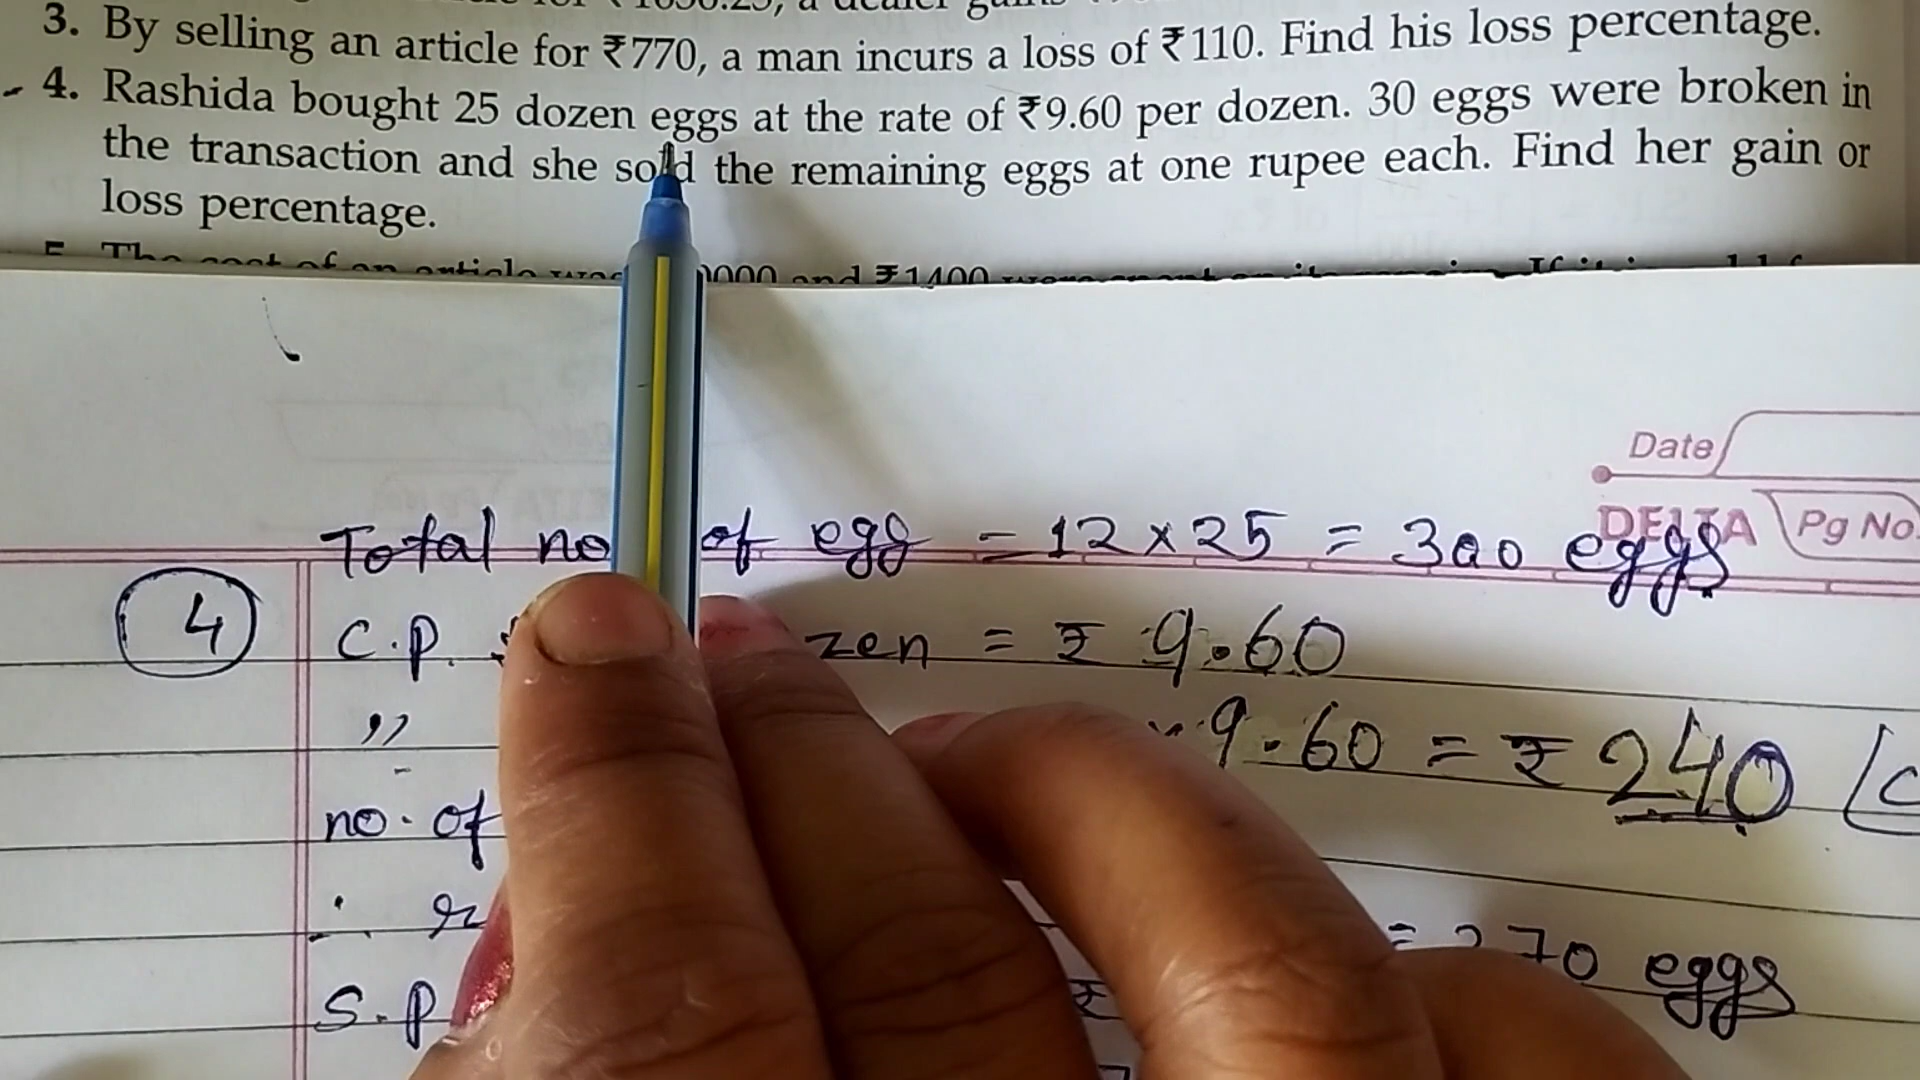 3. By selling an article for ₹770, a man incurs a loss of ₹110. Find his loss percentage.
4. Rashida bought 25 dozen eggs at the rate of ₹9.60 per dozen. 30 eggs were broken in
the transaction and she sold the remaining eggs at one rupee each. Find her gain or
loss percentage.
Date
DELTA Pg No.
Total no of egg = 12 x 25 = 300 eggs
4 C.P. zen = ₹ 9.60
" 9.60 = ₹ 240
no. of
= 270 eggs
S.P ₹